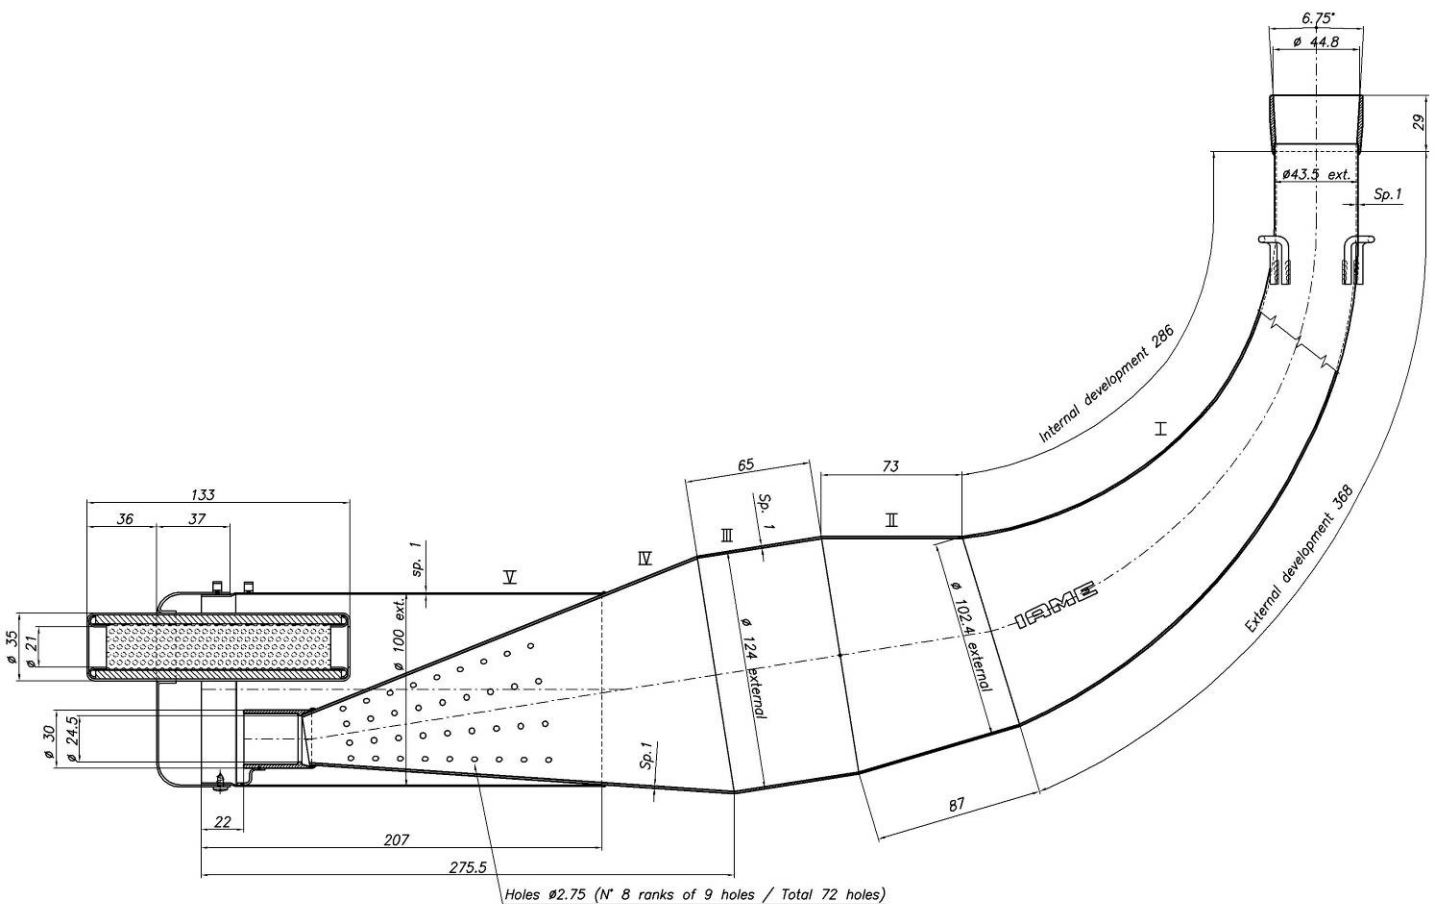 6.75°
ø 44.8
29
ø43.5 ext.
Sp.1
Internal development 286
I
65
73
Sp. 1
III
II
External development 368
133
36
37
sp. 1
V
IV
IAME
ø 35
ø 21
ø 100 ext.
ø 124 external
ø 102.4 external
ø 30
ø 24.5
Sp.1
87
22
207
275.5
Holes ø2.75 (N° 8 ranks of 9 holes / Total 72 holes)